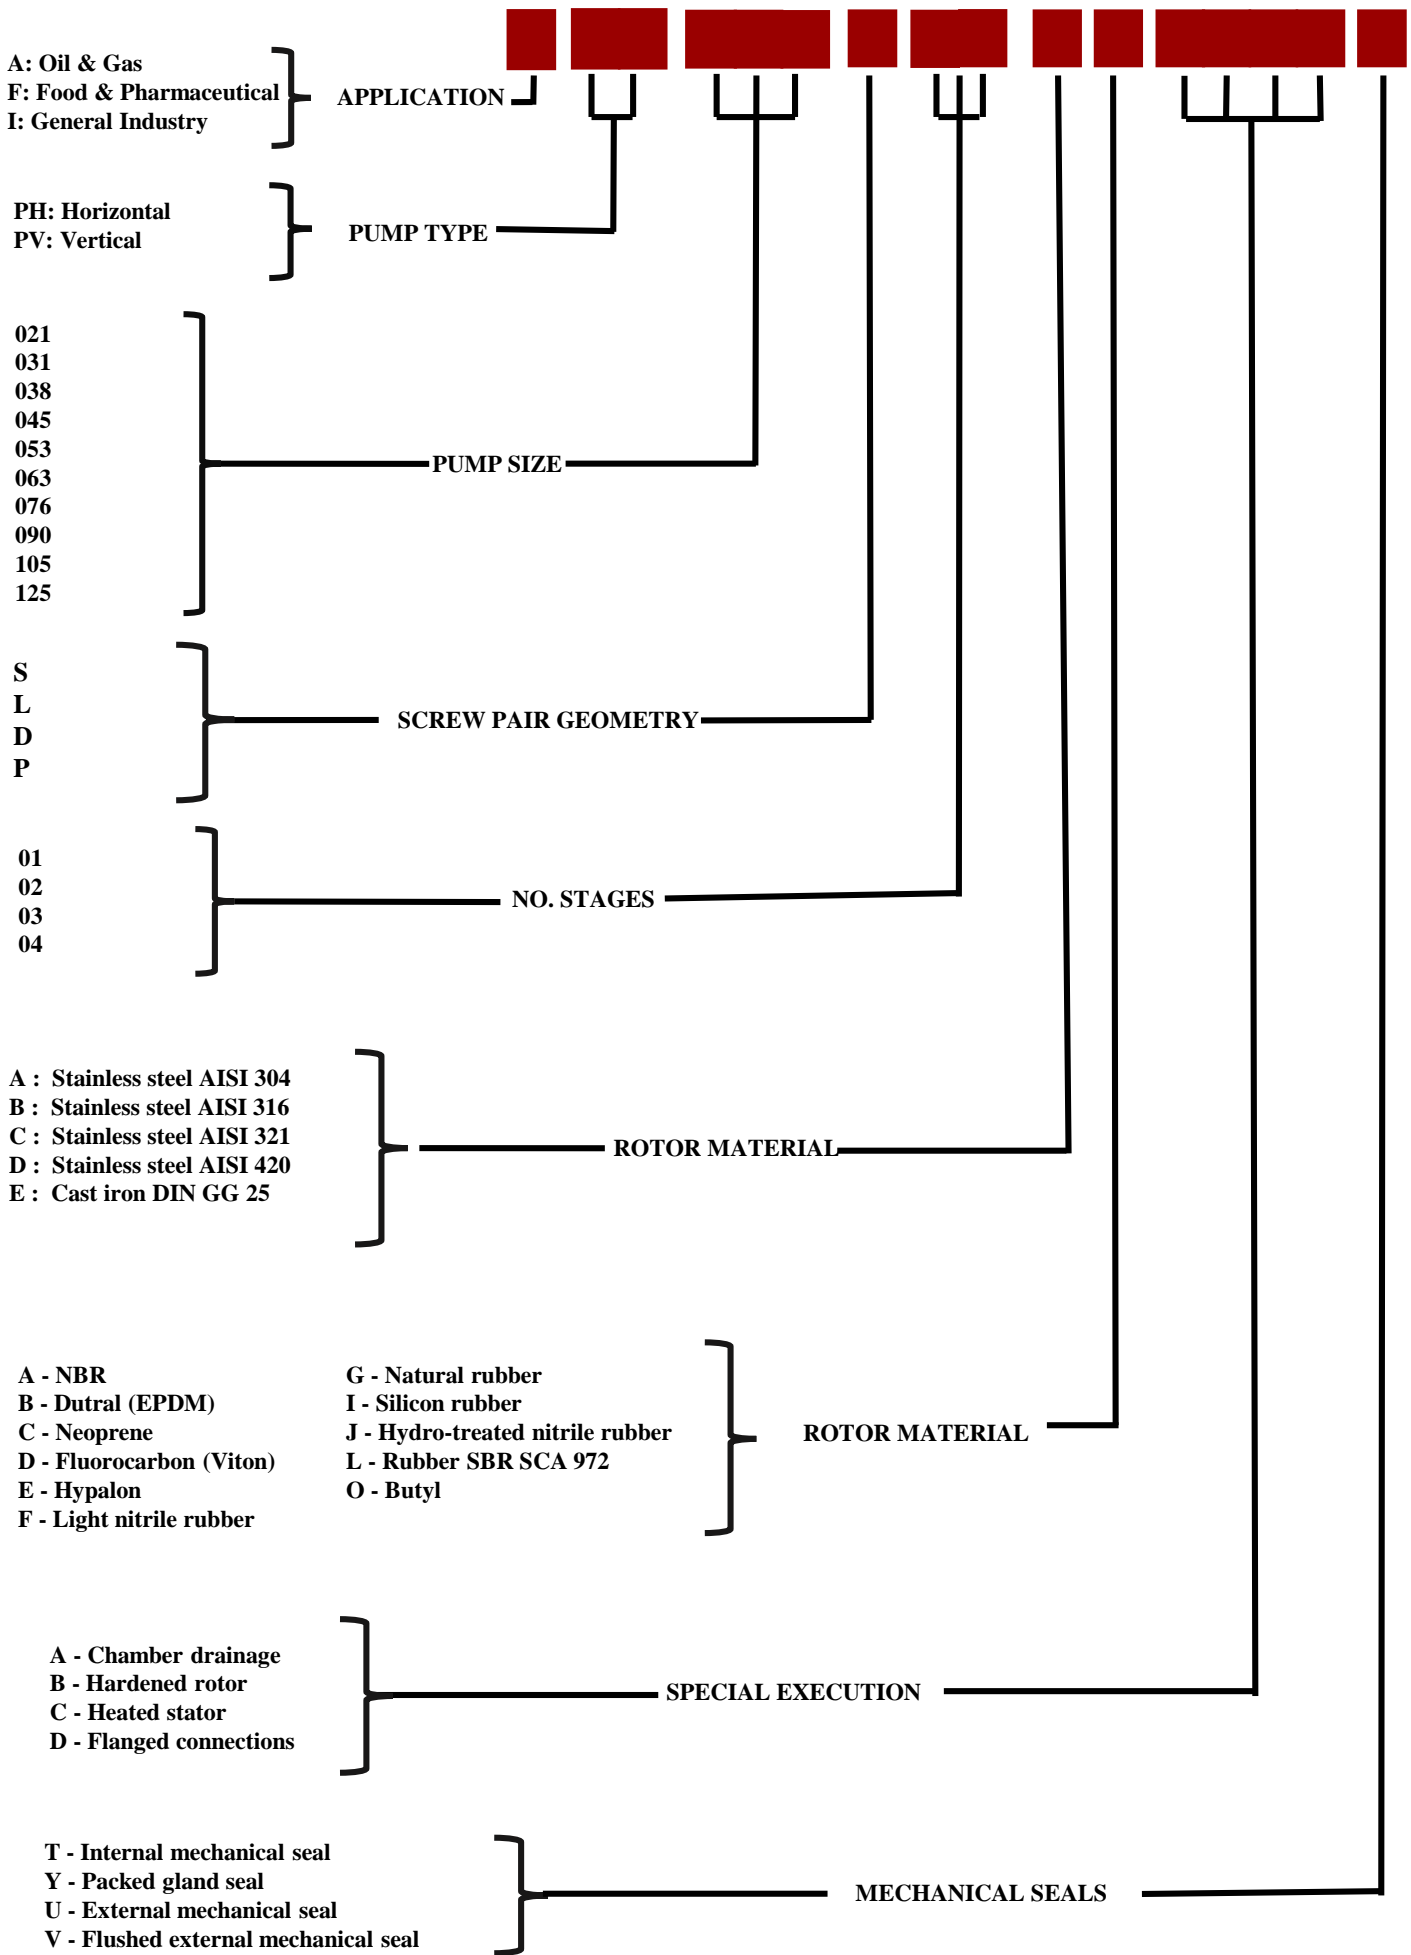 A: Oil & Gas
F: Food & Pharmaceutical
I: General Industry
APPLICATION
PH: Horizontal
PV: Vertical
PUMP TYPE
021
031
038
045
053
063
076
090
105
125
PUMP SIZE
S
L
D
P
SCREW PAIR GEOMETRY
01
02
03
04
NO. STAGES
A : Stainless steel AISI 304
B : Stainless steel AISI 316
C : Stainless steel AISI 321
D : Stainless steel AISI 420
E : Cast iron DIN GG 25
ROTOR MATERIAL
A - NBR
B - Dutral (EPDM)
C - Neoprene
D - Fluorocarbon (Viton)
E - Hypalon
F - Light nitrile rubber
G - Natural rubber
I - Silicon rubber
J - Hydro-treated nitrile rubber
L - Rubber SBR SCA 972
O - Butyl
ROTOR MATERIAL
A - Chamber drainage
B - Hardened rotor
C - Heated stator
D - Flanged connections
SPECIAL EXECUTION
T - Internal mechanical seal
Y - Packed gland seal
U - External mechanical seal
V - Flushed external mechanical seal
MECHANICAL SEALS